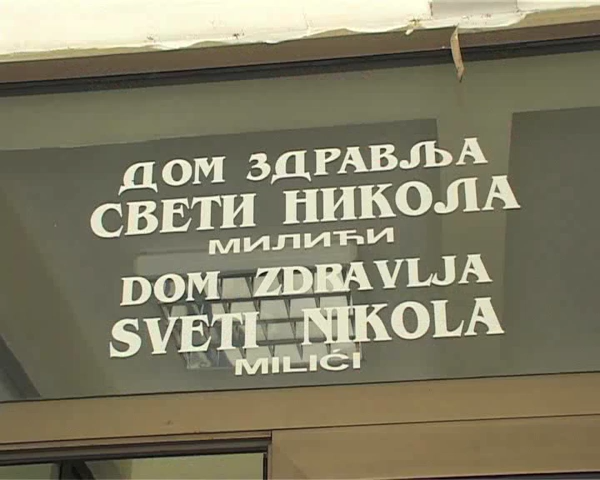 ДОМ ЗДРАВЉА
СВЕТИ НИКОЛА
МИЛИЋИ
DOM ZDRAVLJA
SVETI NIKOLA
MILIĆI